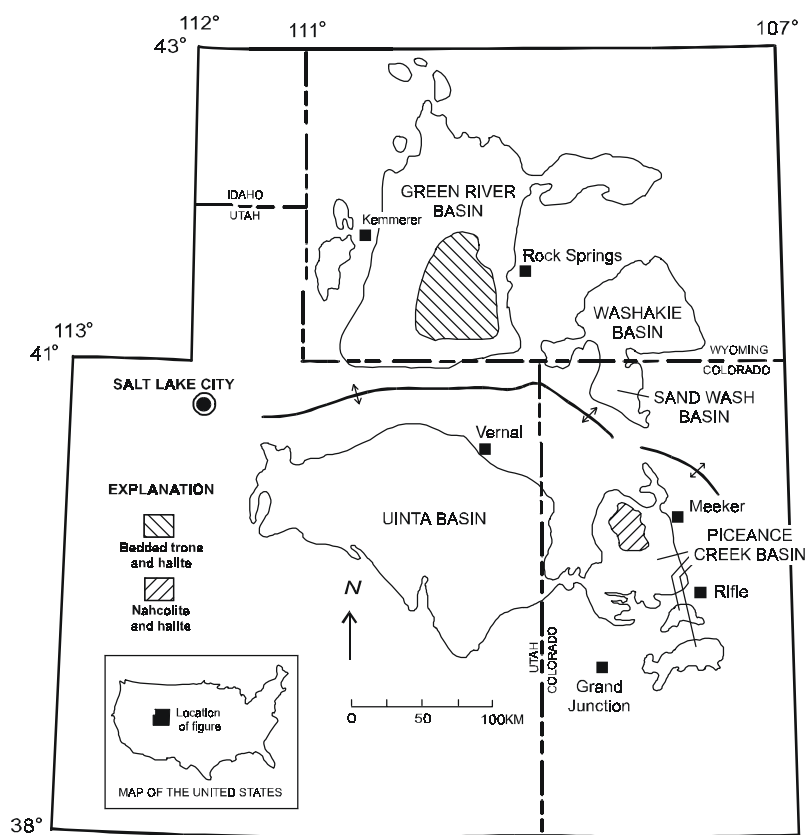 112°
111°
107°
43°
IDAHO
UTAH
GREEN RIVER
BASIN
Kemmerer
Rock Springs
WASHAKIE
BASIN
113°
41°
WYOMING
COLORADO
SALT LAKE CITY
SAND WASH
BASIN
Vernal
EXPLANATION
Bedded trona
and halite
Nahcolite
and halite
UINTA BASIN
Meeker
PICEANCE
CREEK BASIN
Rifle
N
UTAH
COLORADO
Grand
Junction
0 50 100KM
Location
of figure
MAP OF THE UNITED STATES
38°